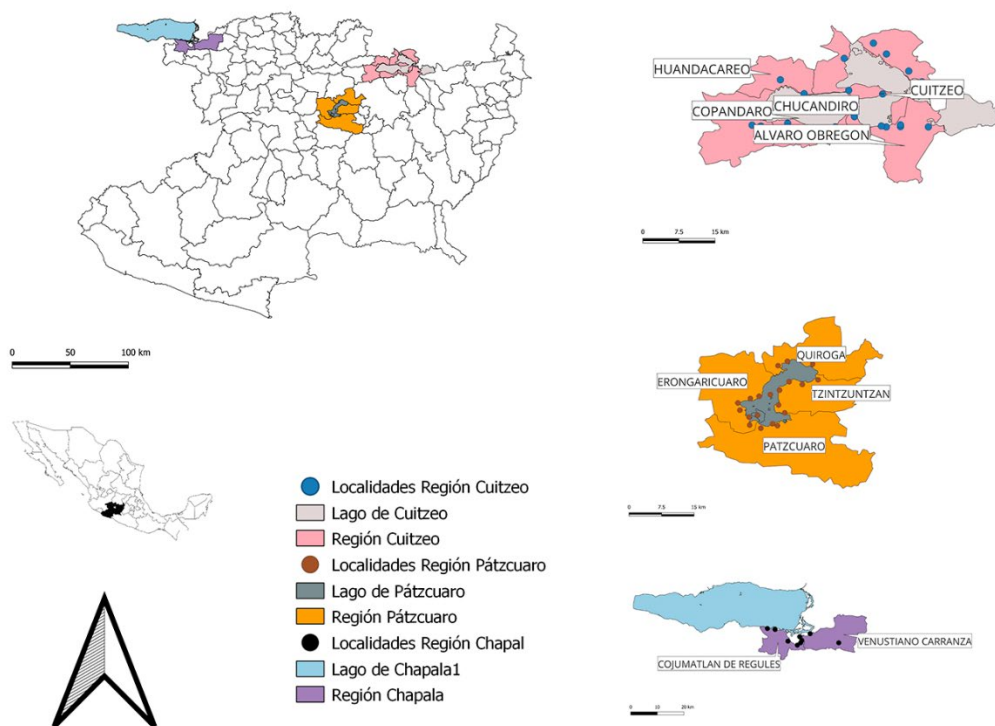 HUANDACAREO
CUITZEO
COPANDARO
CHUCANDIRO
ALVARO OBREGON
0 7.5 15 km
0 50 100 km
QUIROGA
ERONGARICUARO
TZINTZUNTZAN
PATZCUARO
0 7.5 15 km
Localidades Región Cuitzeo
Lago de Cuitzeo
Región Cuitzeo
Localidades Región Pátzcuaro
Lago de Pátzcuaro
Región Pátzcuaro
Localidades Región Chapal
Lago de Chapala1
Región Chapala
VENUSTIANO CARRANZA
COJUMATLAN DE REGULES
0 10 20 km